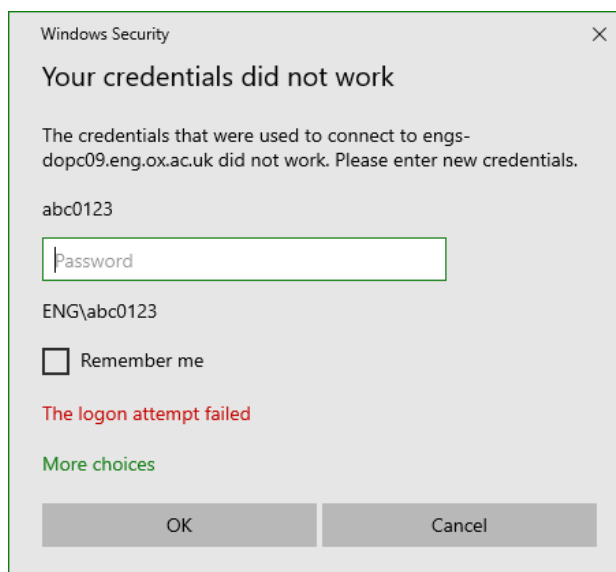 Windows Security
Your credentials did not work
The credentials that were used to connect to engs-
dopc09.eng.ox.ac.uk did not work. Please enter new credentials.
abc0123
Password
ENG\abc0123
Remember me
The logon attempt failed
More choices
OK Cancel